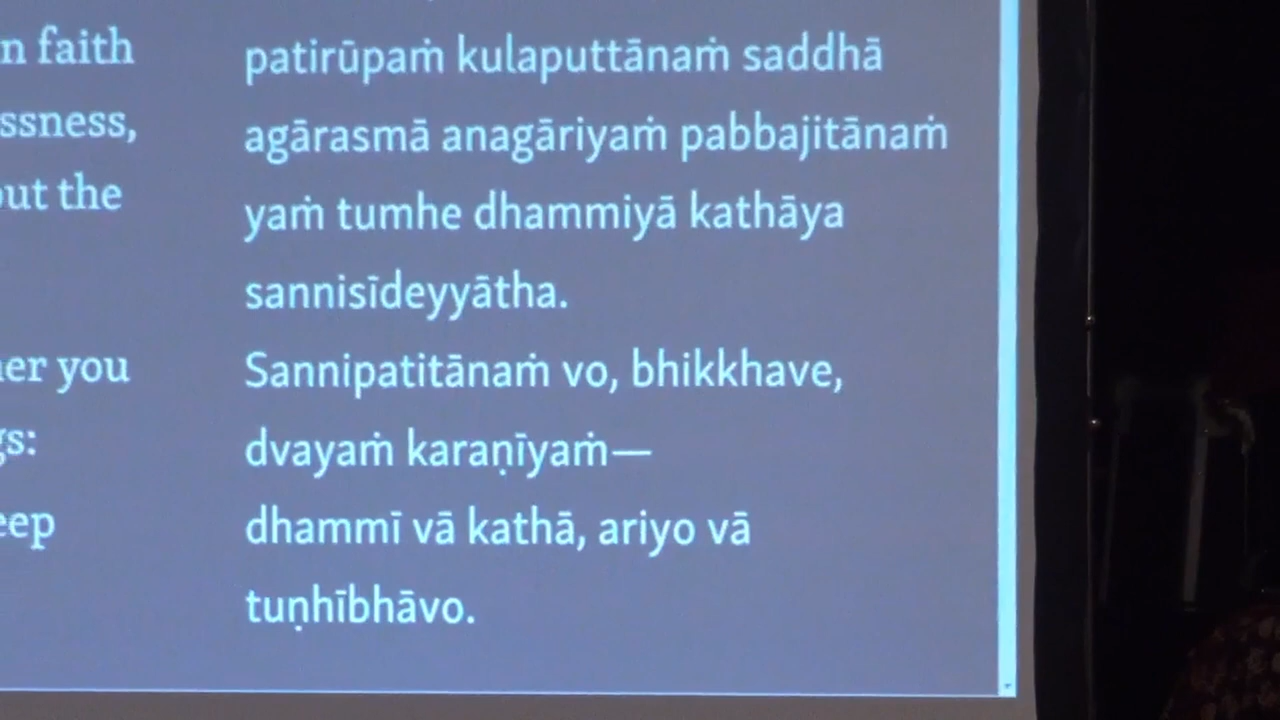 n faith
ssness,
out the
er you
gs:
eep
patirūpaṁ kulaputtānaṁ saddhā
agārasmā anagāriyaṁ pabbajitānaṁ
yaṁ tumhe dhammiyā kathāya
sannisīdeyyātha.
Sannipatitānaṁ vo, bhikkhave,
dvayaṁ karaṇīyaṁ—
dhammī vā kathā, ariyo vā
tuṇhībhāvo.